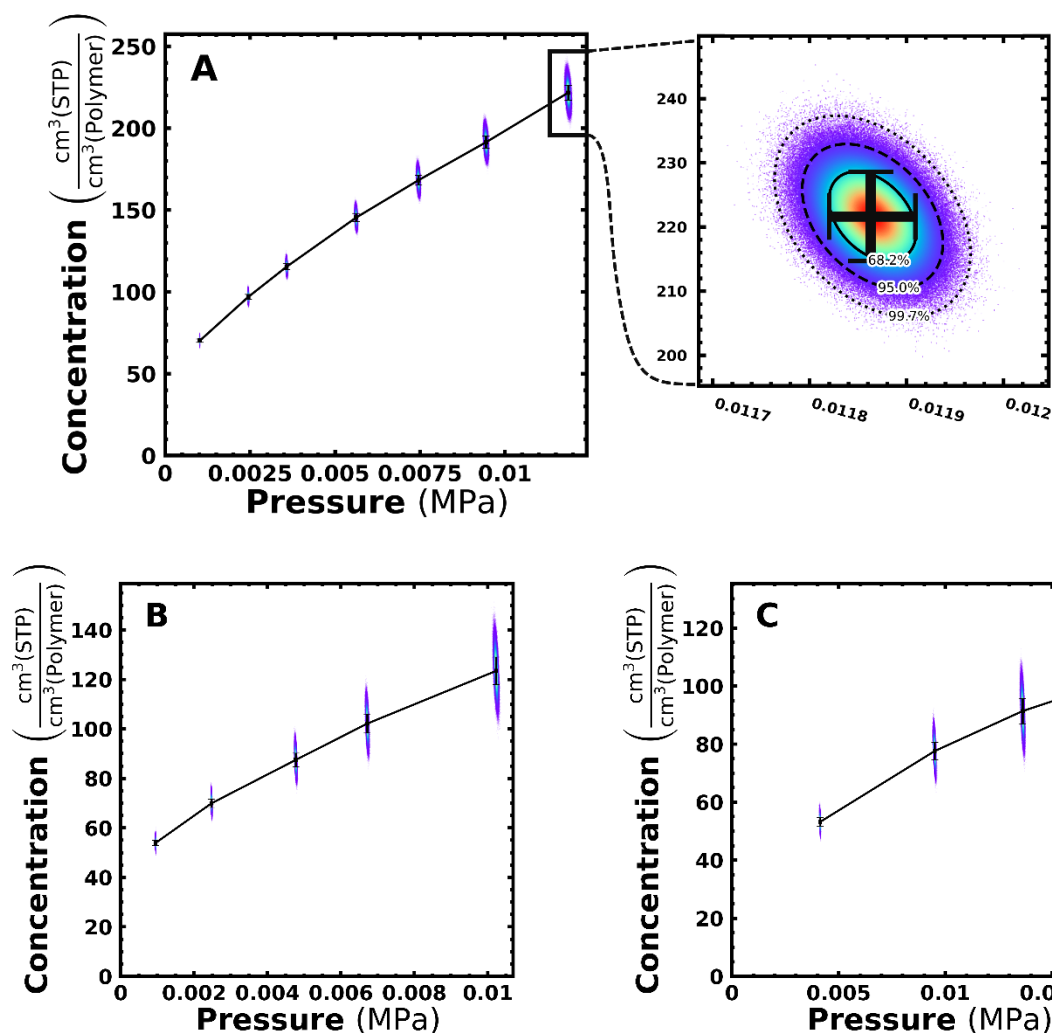 A
250
200
150
100
50
0
Concentration (cm³(STP) / cm³(Polymer))
0 0.0025 0.005 0.0075 0.01
Pressure (MPa)
240
230
220
210
200
68.2%
95.0%
99.7%
0.0117 0.0118 0.0119 0.012
B
140
120
100
80
60
40
20
0
Concentration (cm³(STP) / cm³(Polymer))
0 0.002 0.004 0.006 0.008 0.01
Pressure (MPa)
C
120
100
80
60
40
20
0
Concentration (cm³(STP) / cm³(Polymer))
0 0.005 0.01 0.0
Pressure (MPa)